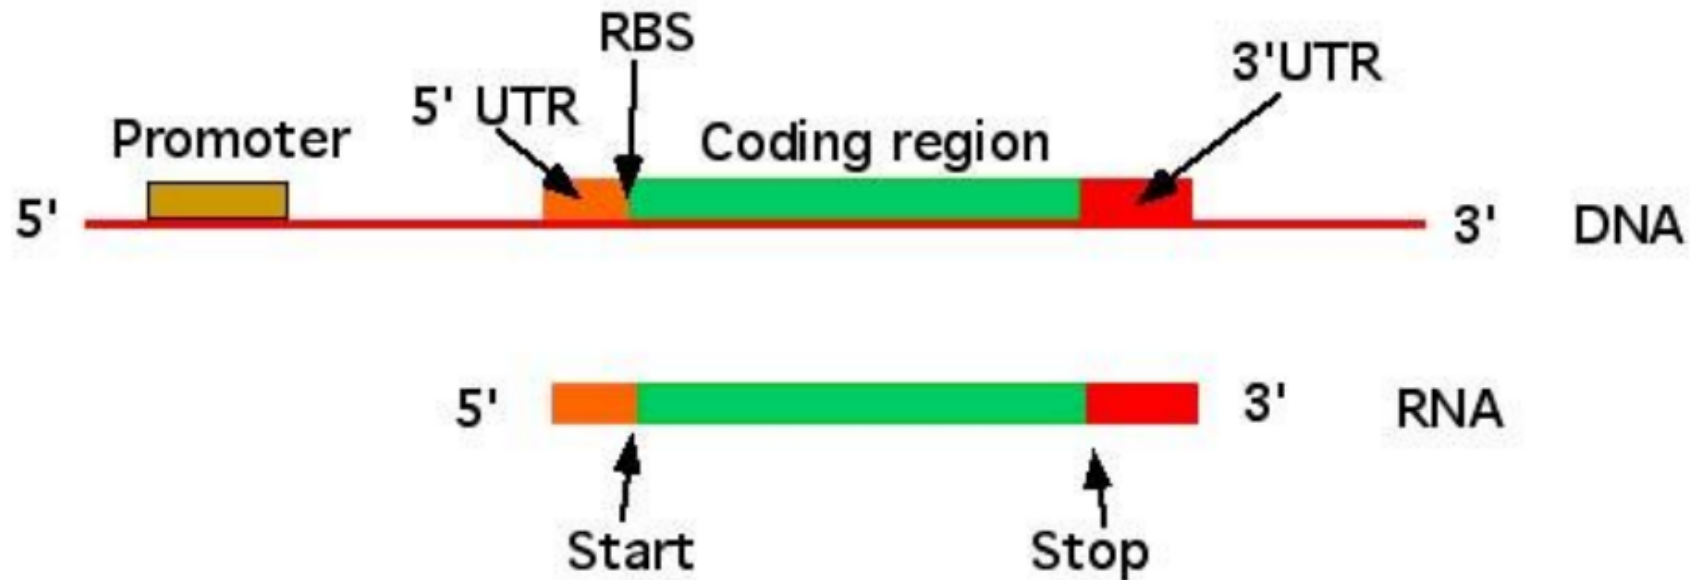 RBS
5' UTR
3'UTR
Promoter
Coding region
5'
3'
DNA
5'
3'
RNA
Start
Stop